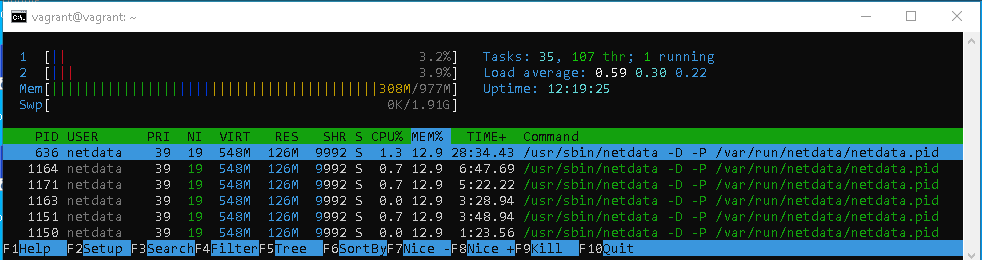 vagrant@vagrant: ~
1 [|| 3.2%] Tasks: 35, 107 thr; 1 running
2 [||| 3.9%] Load average: 0.59 0.30 0.22
Mem[||||||||||||||||||||||||||||||||||||||||308M/977M] Uptime: 12:19:25
Swp[ 0K/1.91G]
PID USER PRI NI VIRT RES SHR S CPU% MEM% TIME+ Command
636 netdata 39 19 548M 126M 9992 S 1.3 12.9 28:34.43 /usr/sbin/netdata -D -P /var/run/netdata/netdata.pid
1164 netdata 39 19 548M 126M 9992 S 0.7 12.9 6:47.69 /usr/sbin/netdata -D -P /var/run/netdata/netdata.pid
1171 netdata 39 19 548M 126M 9992 S 0.7 12.9 5:22.22 /usr/sbin/netdata -D -P /var/run/netdata/netdata.pid
1163 netdata 39 19 548M 126M 9992 S 0.0 12.9 3:28.94 /usr/sbin/netdata -D -P /var/run/netdata/netdata.pid
1151 netdata 39 19 548M 126M 9992 S 0.7 12.9 3:48.94 /usr/sbin/netdata -D -P /var/run/netdata/netdata.pid
1150 netdata 39 19 548M 126M 9992 S 0.0 12.9 1:23.56 /usr/sbin/netdata -D -P /var/run/netdata/netdata.pid
F1Help F2Setup F3SearchF4FilterF5Tree F6SortByF7Nice -F8Nice +F9Kill F10Quit